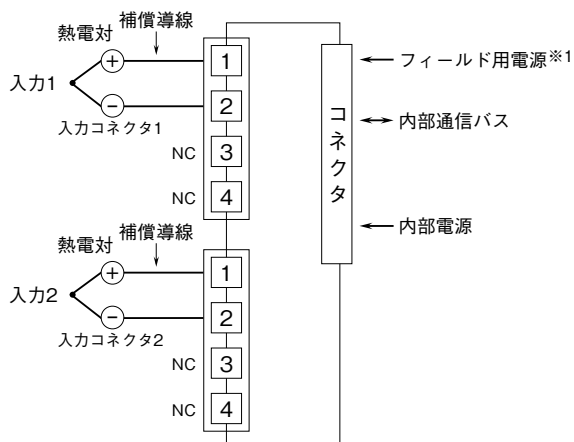 補償導線
熱電対
+
1
フィールド用電源※1
入力1
−
2
内部通信バス
コネクタ
入力コネクタ1
NC
3
NC
4
内部電源
補償導線
熱電対
+
1
入力2
−
2
入力コネクタ2
NC
3
NC
4